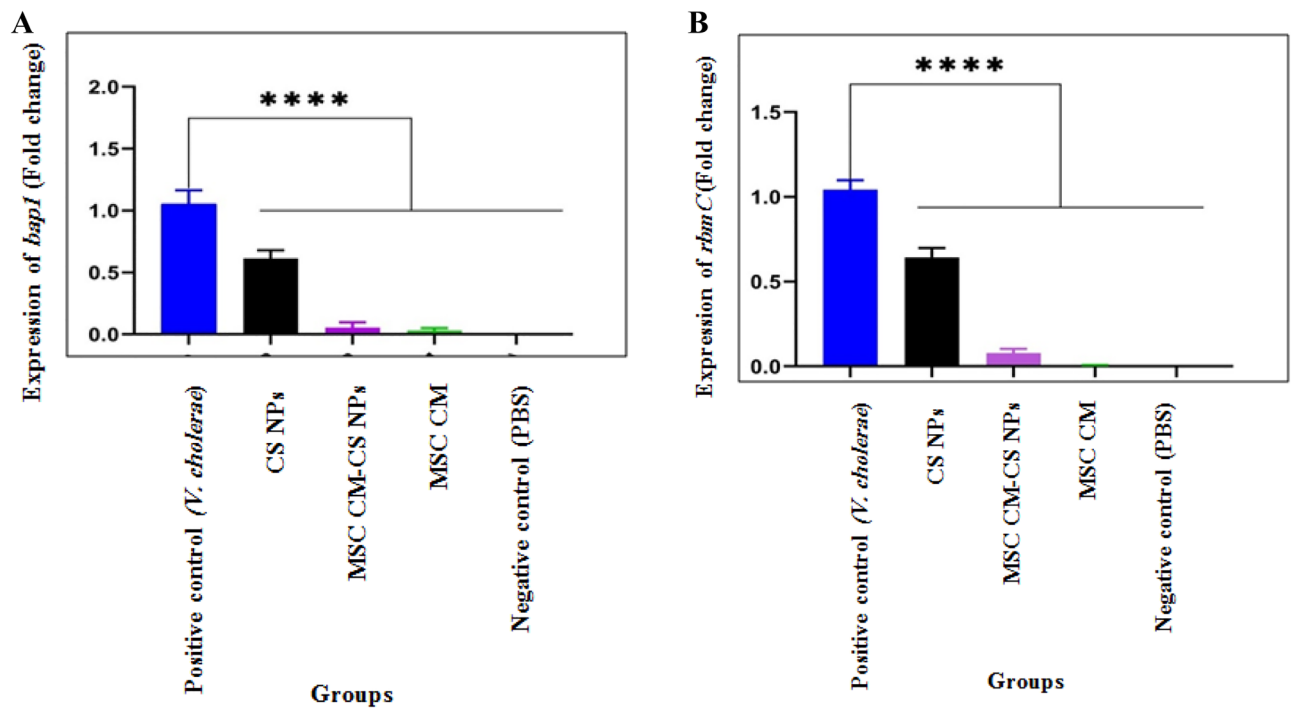 A
Expression of bap1 (Fold change)
2.0
1.5
1.0
0.5
0.0
****
Positive control (V. cholerae)
CS NPs
MSC CM-CS NPs
MSC CM
Negative control (PBS)
Groups
B
Expression of rbmC(Fold change)
1.5
1.0
0.5
0.0
****
Positive control (V. cholerae)
CS NPs
MSC CM-CS NPs
MSC CM
Negative control (PBS)
Groups